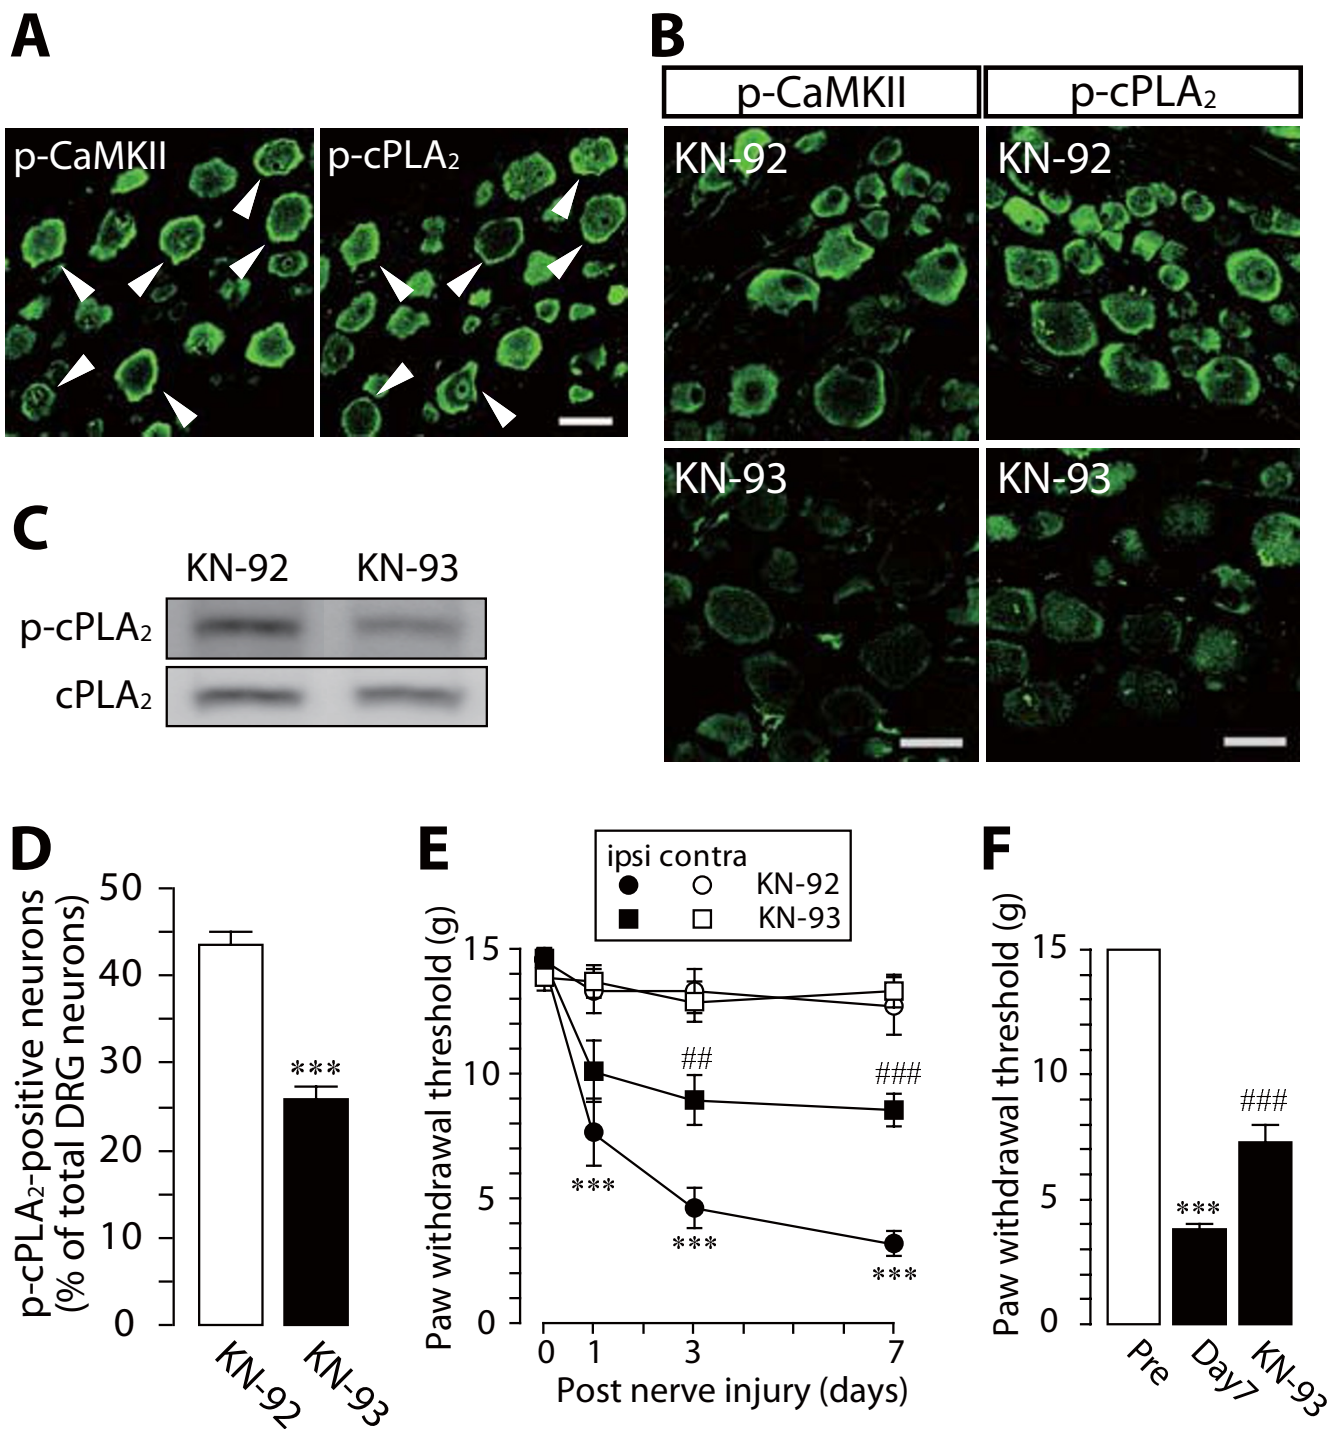 A
p-CaMKII
p-cPLA₂
B
p-CaMKII
p-cPLA₂
KN-92
KN-92
KN-93
KN-93
C
KN-92 KN-93
p-cPLA₂
cPLA₂
D
p-cPLA₂-positive neurons
(% of total DRG neurons)
50
40
30
20
10
0
***
KN-92
KN-93
E
ipsi contra
KN-92
KN-93
Paw withdrawal threshold (g)
15
10
5
0
##
###
***
***
***
0 1 3 7
Post nerve injury (days)
F
Paw withdrawal threshold (g)
15
10
5
0
***
###
Pre
Day7
KN-93